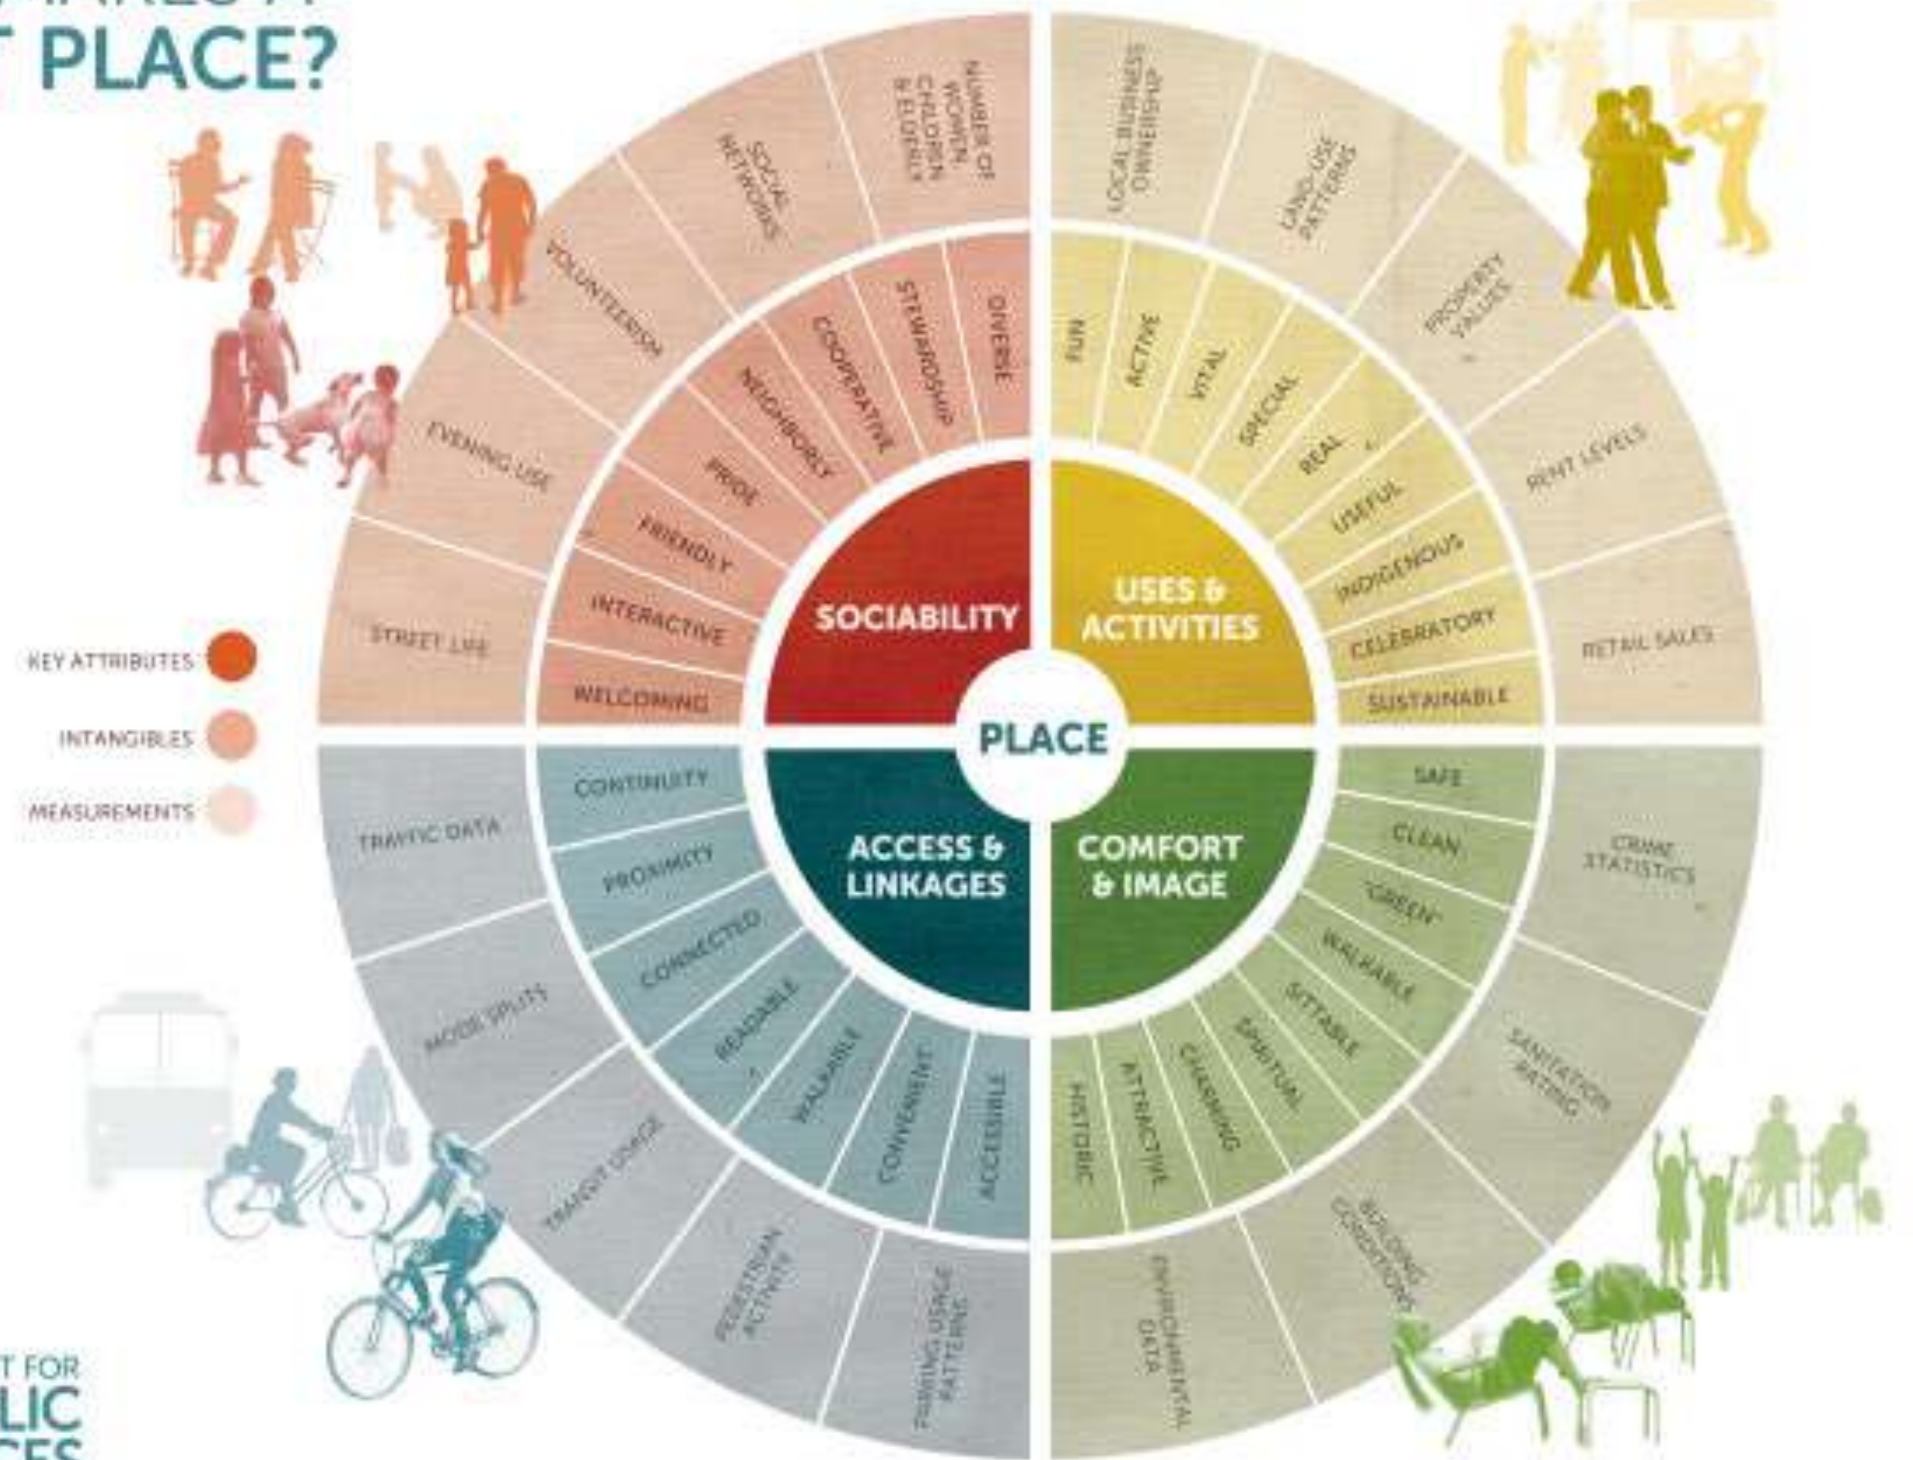 PLACE?
KEY ATTRIBUTES
INTANGIBLES
MEASUREMENTS
PLACE
SOCIABILITY
USES &
ACTIVITIES
ACCESS &
LINKAGES
COMFORT
& IMAGE
DIVERSE
STEWARDSHIP
COOPERATIVE
NEIGHBORLY
PRIDE
FRIENDLY
INTERACTIVE
WELCOMING
NUMBER OF
WOMEN,
CHILDREN
& ELDERLY
SOCIAL
NETWORKS
VOLUNTEERISM
EVENING USE
STREET LIFE
FUN
ACTIVE
VITAL
SPECIAL
REAL
USEFUL
INDIGENOUS
CELEBRATORY
SUSTAINABLE
LOCAL BUSINESS
OWNERSHIP
LAND-USE
PATTERNS
PROPERTY
VALUES
RENT LEVELS
RETAIL SALES
CONTINUITY
PROXIMITY
CONNECTED
READABLE
WALKABLE
CONVENIENT
ACCESSIBLE
TRAFFIC DATA
MODE SPLITS
TRANSIT USAGE
PEDESTRIAN
ACTIVITY
PARKING USAGE
PATTERNS
SAFE
CLEAN
"GREEN"
WALKABLE
SITTABLE
SPIRITUAL
CHARMING
ATTRACTIVE
HISTORIC
CRIME
STATISTICS
SANITATION
RATING
BUILDING
CONDITIONS
ENVIRONMENTAL
DATA
T FOR
LIC
CES